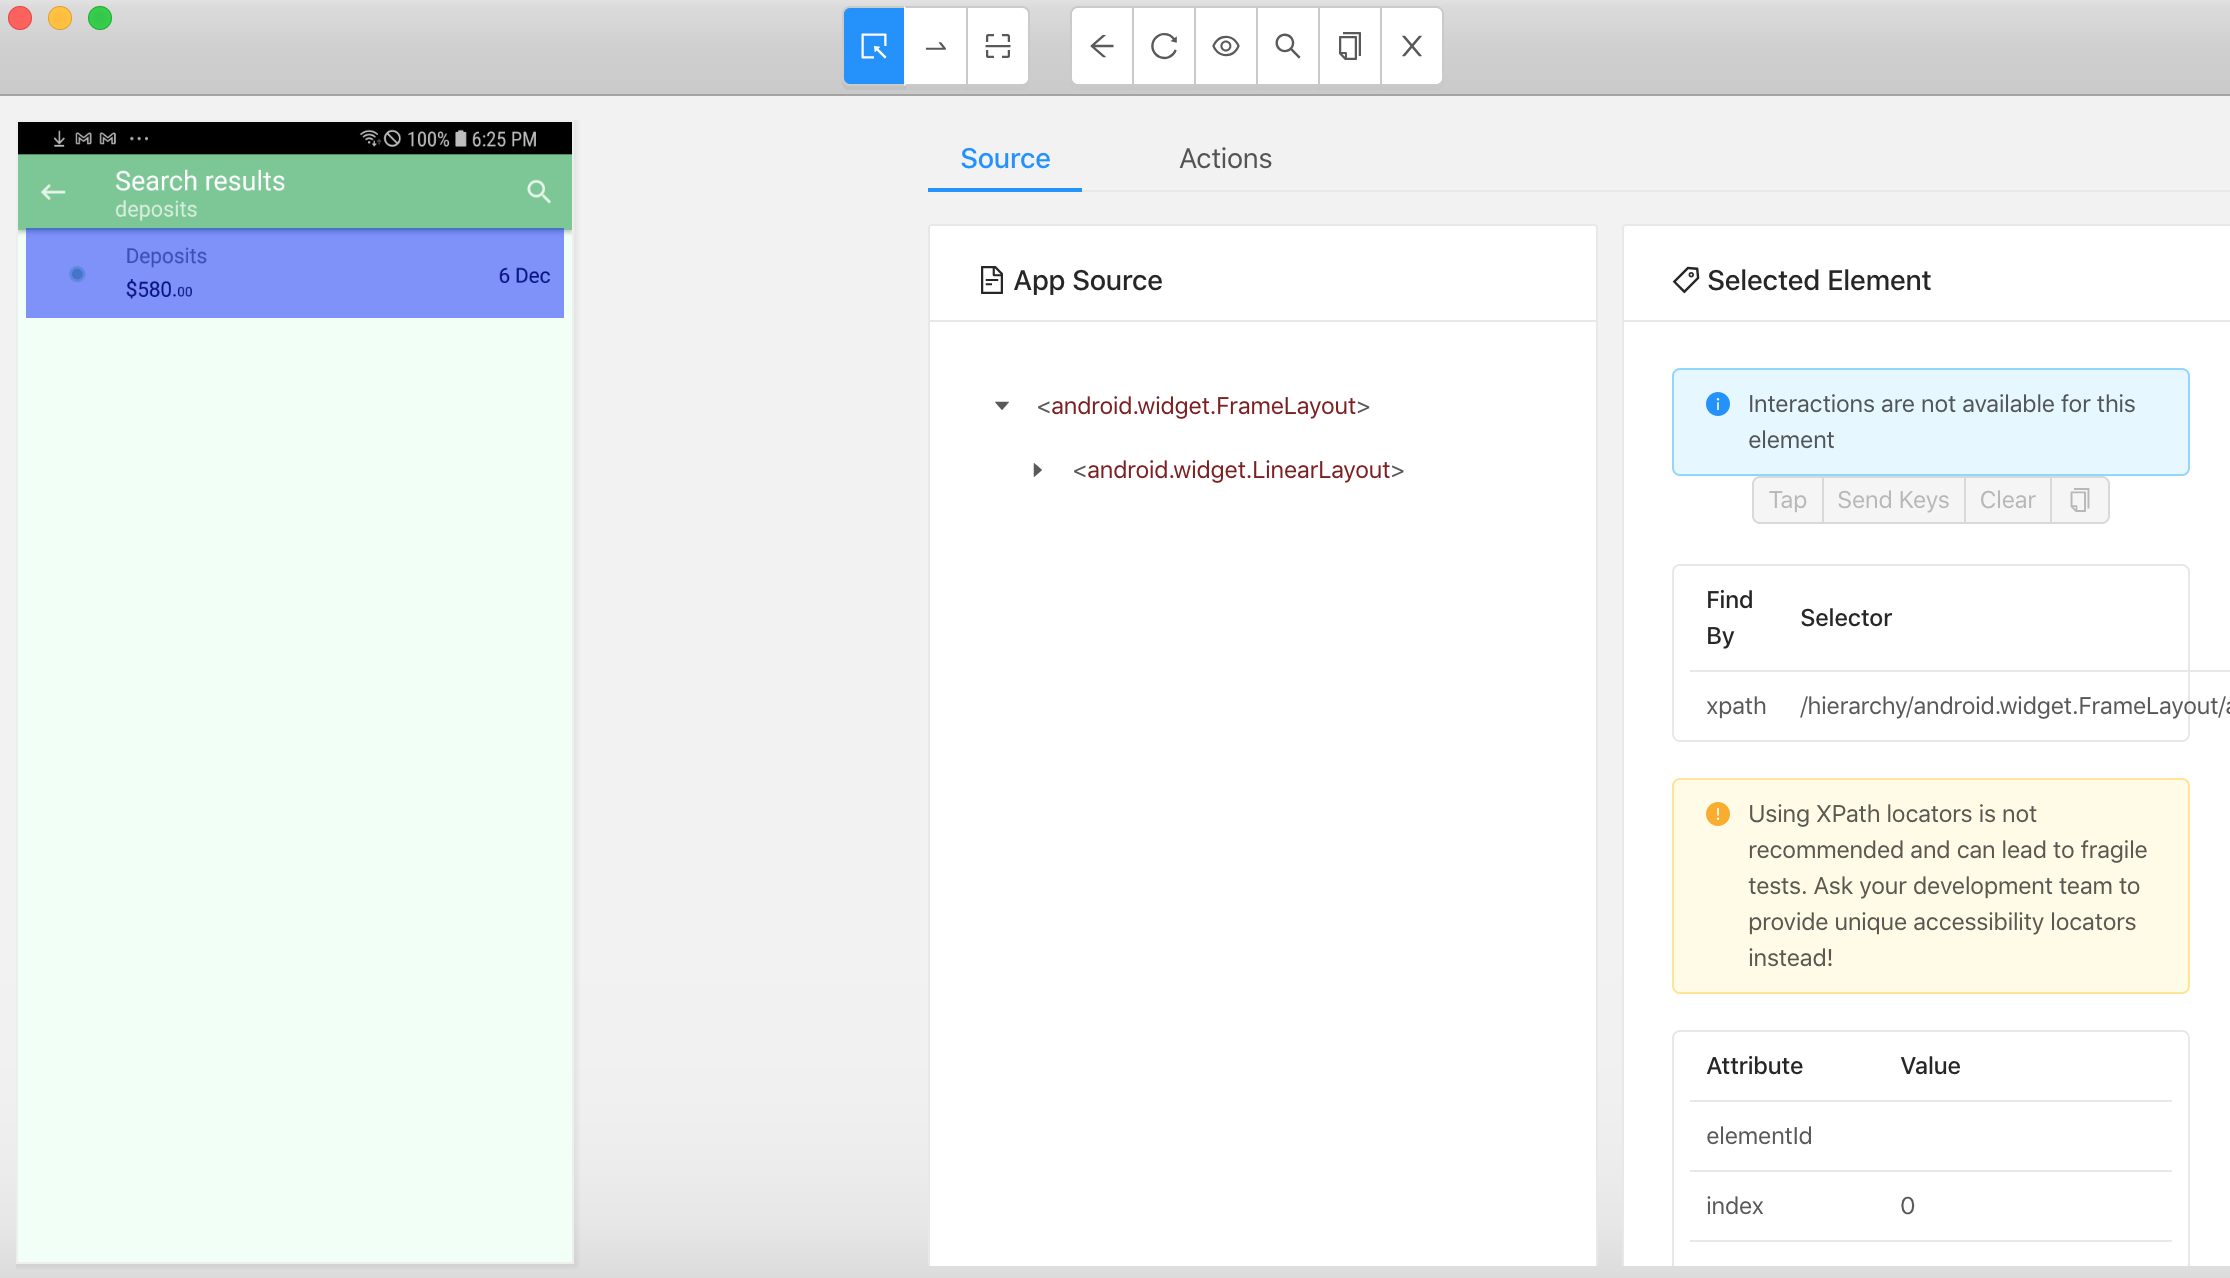 100% 6:25 PM
Search results
deposits
Deposits
$580.00
6 Dec
Source
Actions
App Source
<android.widget.FrameLayout>
<android.widget.LinearLayout>
Selected Element
Interactions are not available for this
element
Tap
Send Keys
Clear
Find
By
Selector
xpath
/hierarchy/android.widget.FrameLayout/a
Using XPath locators is not
recommended and can lead to fragile
tests. Ask your development team to
provide unique accessibility locators
instead!
Attribute
Value
elementId
index
0